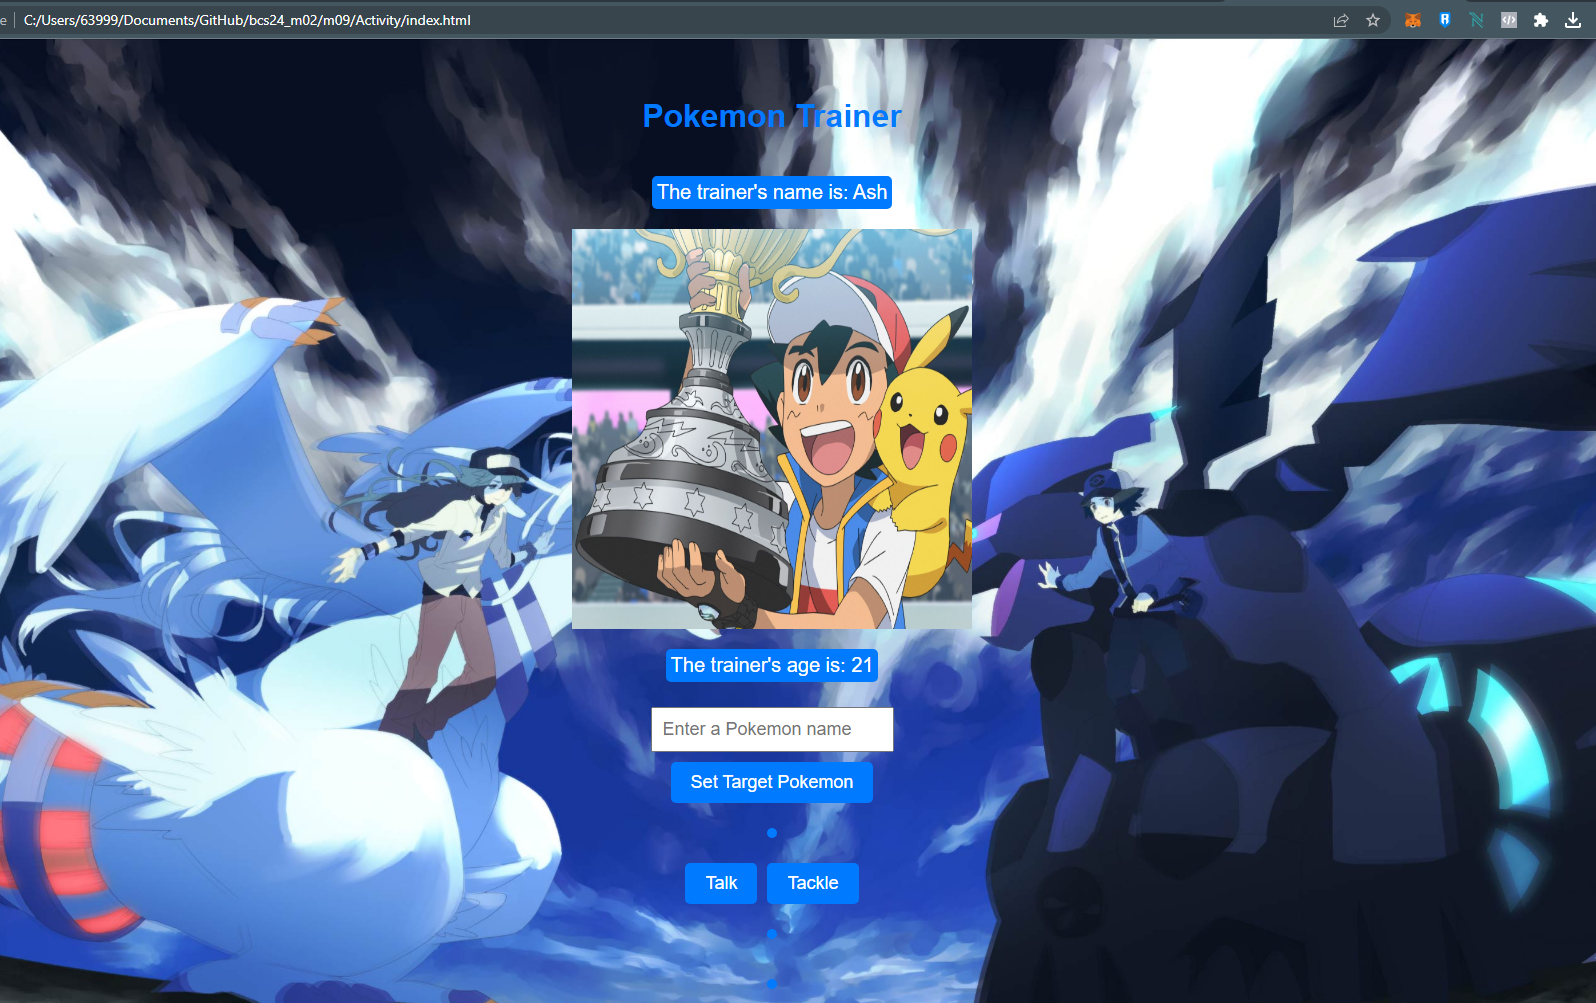 C:/Users/63999/Documents/GitHub/bcs24_m02/m09/Activity/index.html
Pokemon Trainer
The trainer's name is: Ash
The trainer's age is: 21
Enter a Pokemon name
Set Target Pokemon
Talk Tackle